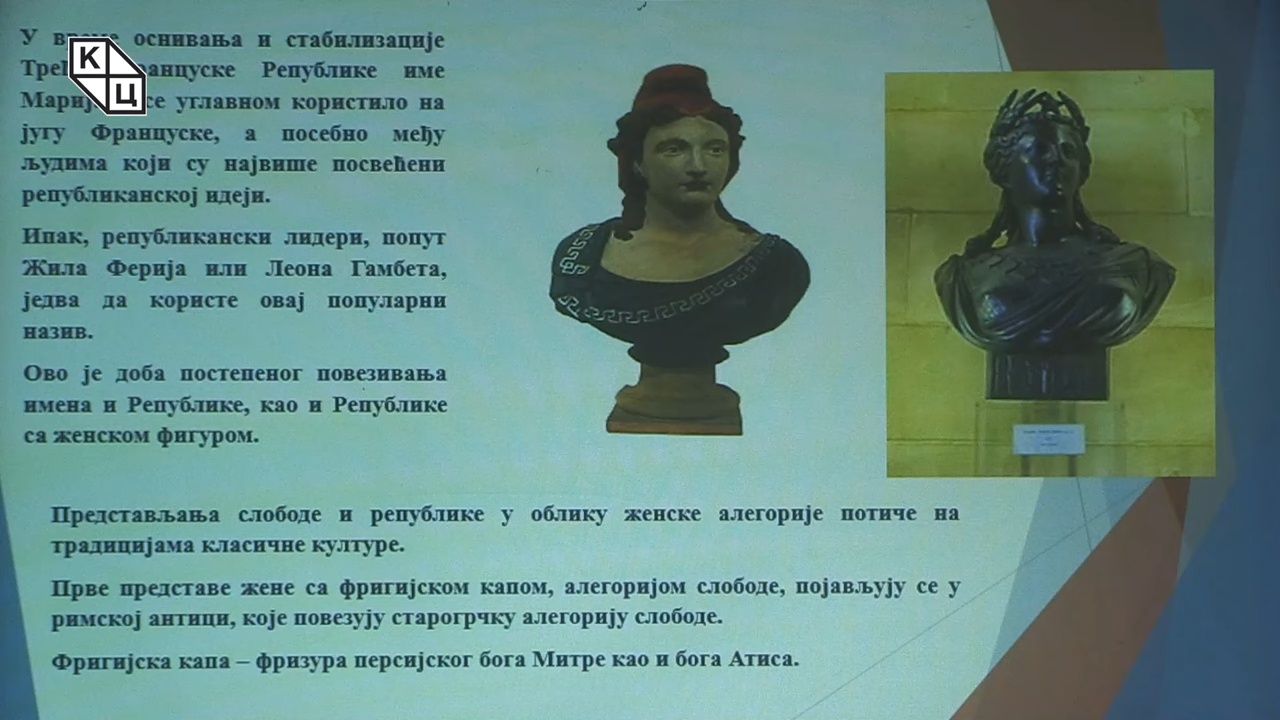 У време оснивања и стабилизације
Француске Републике име
се углавном користило на
југу Француске, а посебно међу
људима који су највише посвећени
републиканској идеји.
Ипак, републикански лидери, попут
Жила Ферија или Леона Гамбета,
једва да користе овај популарни
назив.
Ово је доба постепеног повезивања
имена и Републике, као и Републике
са женском фигуром.
Представљања слободе и републике у облику женске алегорије потиче на
традицијама класичне културе.
Прве представе жене са фригијском капом, алегоријом слободе, појављују се у
римској антици, које повезују старогрчку алегорију слободе.
Фригијска капа – фризура персијског бога Митре као и бога Атиса.
К
Ц